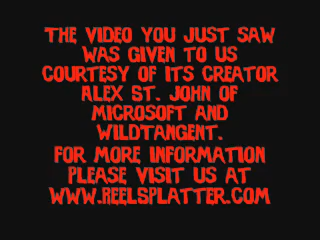 THE VIDEO YOU JUST SAW
WAS GIVEN TO US
COURTESY OF ITS CREATOR
ALEX ST. JOHN OF
MICROSOFT AND
WILDTANGENT.
FOR MORE INFORMATION
PLEASE VISIT US AT
WWW.REELSPLATTER.COM